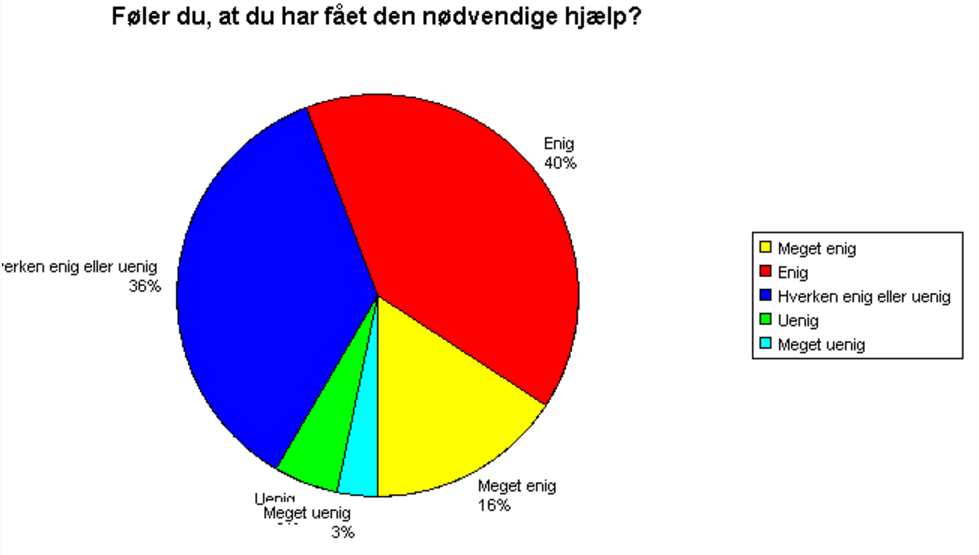 Føler du, at du har fået den nødvendige hjælp?
Enig
40%
verken enig eller uenig
36%
Meget enig
Enig
Hverken enig eller uenig
Uenig
Meget uenig
Meget enig
16%
Uenig
Meget uenig
3%